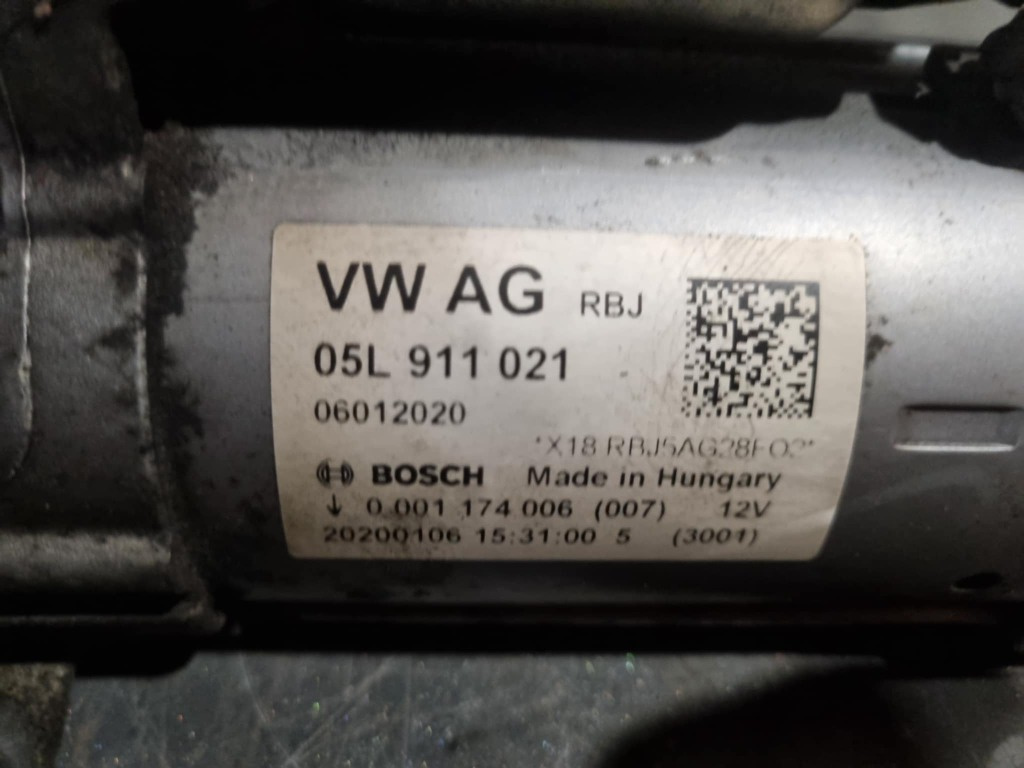 VW AG RBJ
05L 911 021
06012020
*X18 RBJ5AG28FO2*
BOSCH Made in Hungary
0 001 174 006 (007) 12V
20200106 15:31:00 5 (3001)